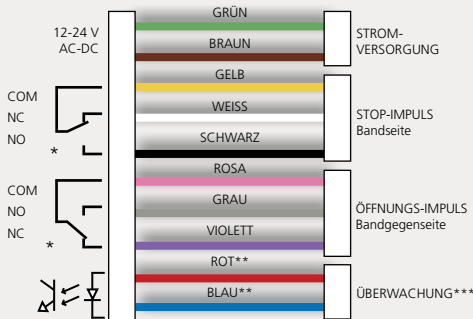 12-24 V
AC-DC
COM
NC
NO
*
COM
NO
NC
*
GRÜN
BRAUN
GELB
WEISS
SCHWARZ
ROSA
GRAU
VIOLETT
ROT**
BLAU**
STROM-
VERSORGUNG
STOP-IMPULS
Bandseite
ÖFFNUNGS-IMPULS
Bandgegenseite
ÜBERWACHUNG***